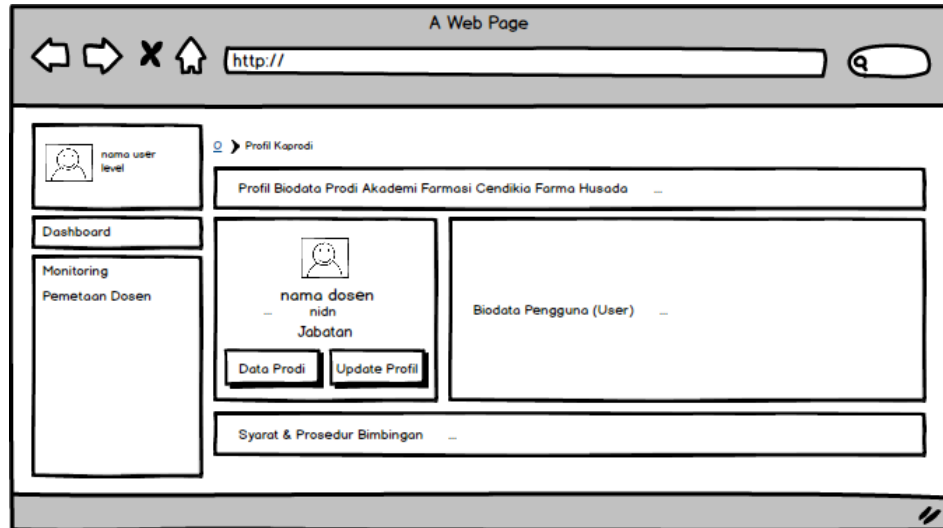 A Web Page
http://
nama user
level
O
Profil Kaprodi
Profil Biodata Prodi Akademi Farmasi Cendikia Farma Husada ...
Dashboard
Monitoring
Pemetaan Dosen
nama dosen
... nidn
Jabatan
Data Prodi
Update Profil
Biodata Pengguna (User) ...
Syarat & Prosedur Bimbingan ...